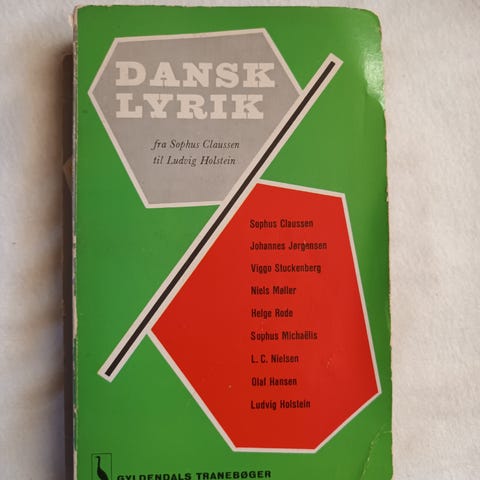 DANSK
LYRIK
fra Sophus Claussen
til Ludvig Holstein
Sophus Claussen
Johannes Jørgensen
Viggo Stuckenberg
Niels Møller
Helge Rode
Sophus Michaëlis
L. C. Nielsen
Olaf Hansen
Ludvig Holstein
GYLDENDALS TRANEBØGER